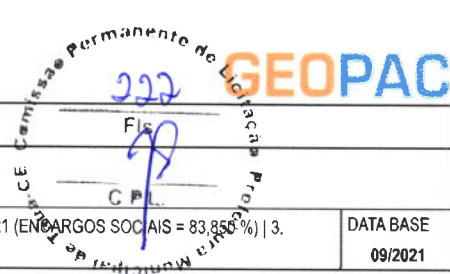 Comissão Permanente de Licitação Prefeitura Municipal de Tauá-CE
GEOPAC
222
Fls
C P L.
21 (ENCARGOS SOCIAIS = 83,850 %) | 3.
DATA BASE
09/2021